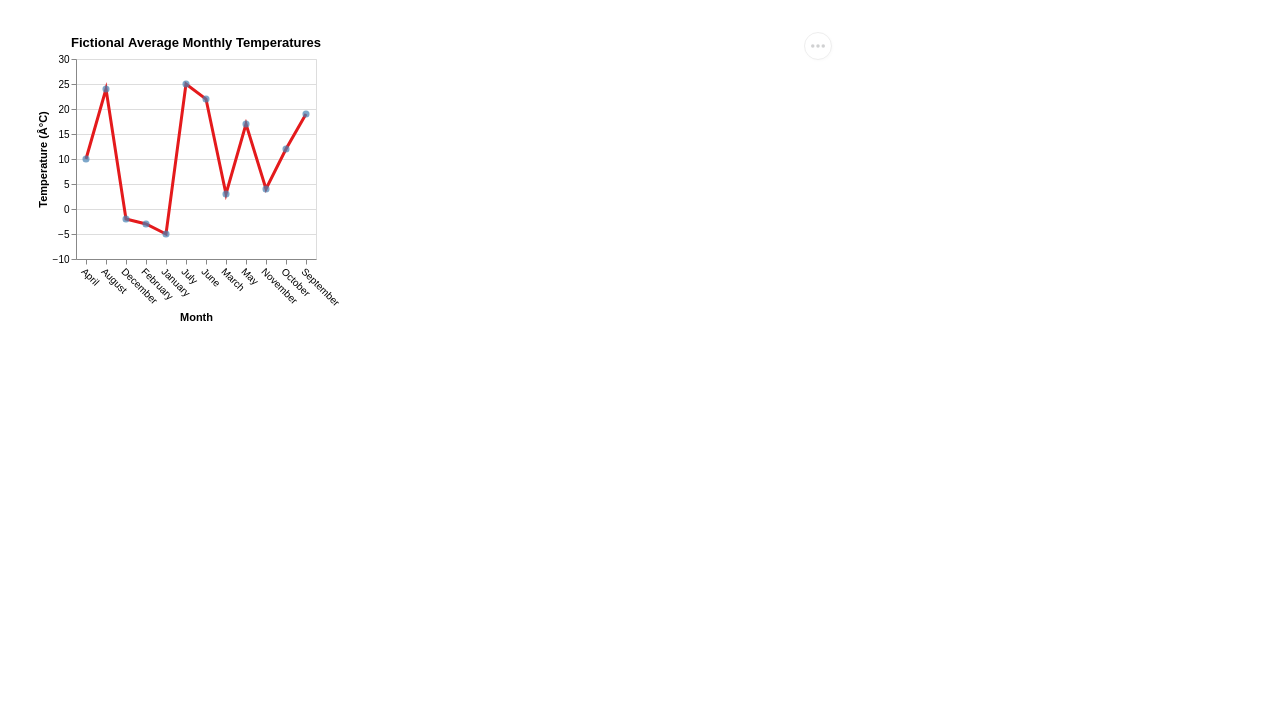 Fictional Average Monthly Temperatures
30
25
20
15
10
5
0
−5
−10
Temperature (Â°C)
April
August
December
February
January
July
June
March
May
November
October
September
Month